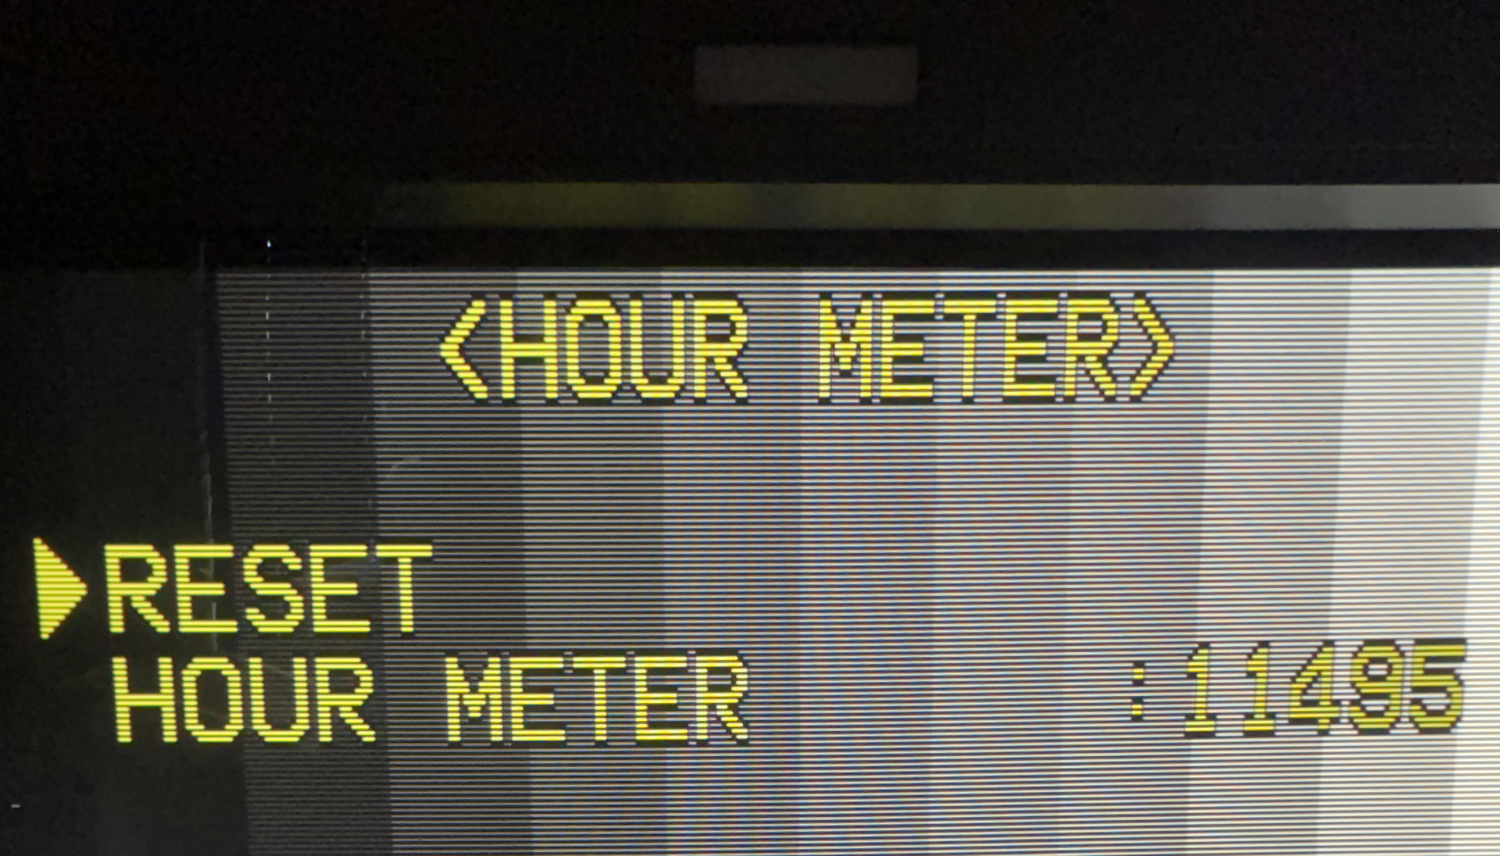 <HOUR METER>
▶RESET
HOUR METER :11495